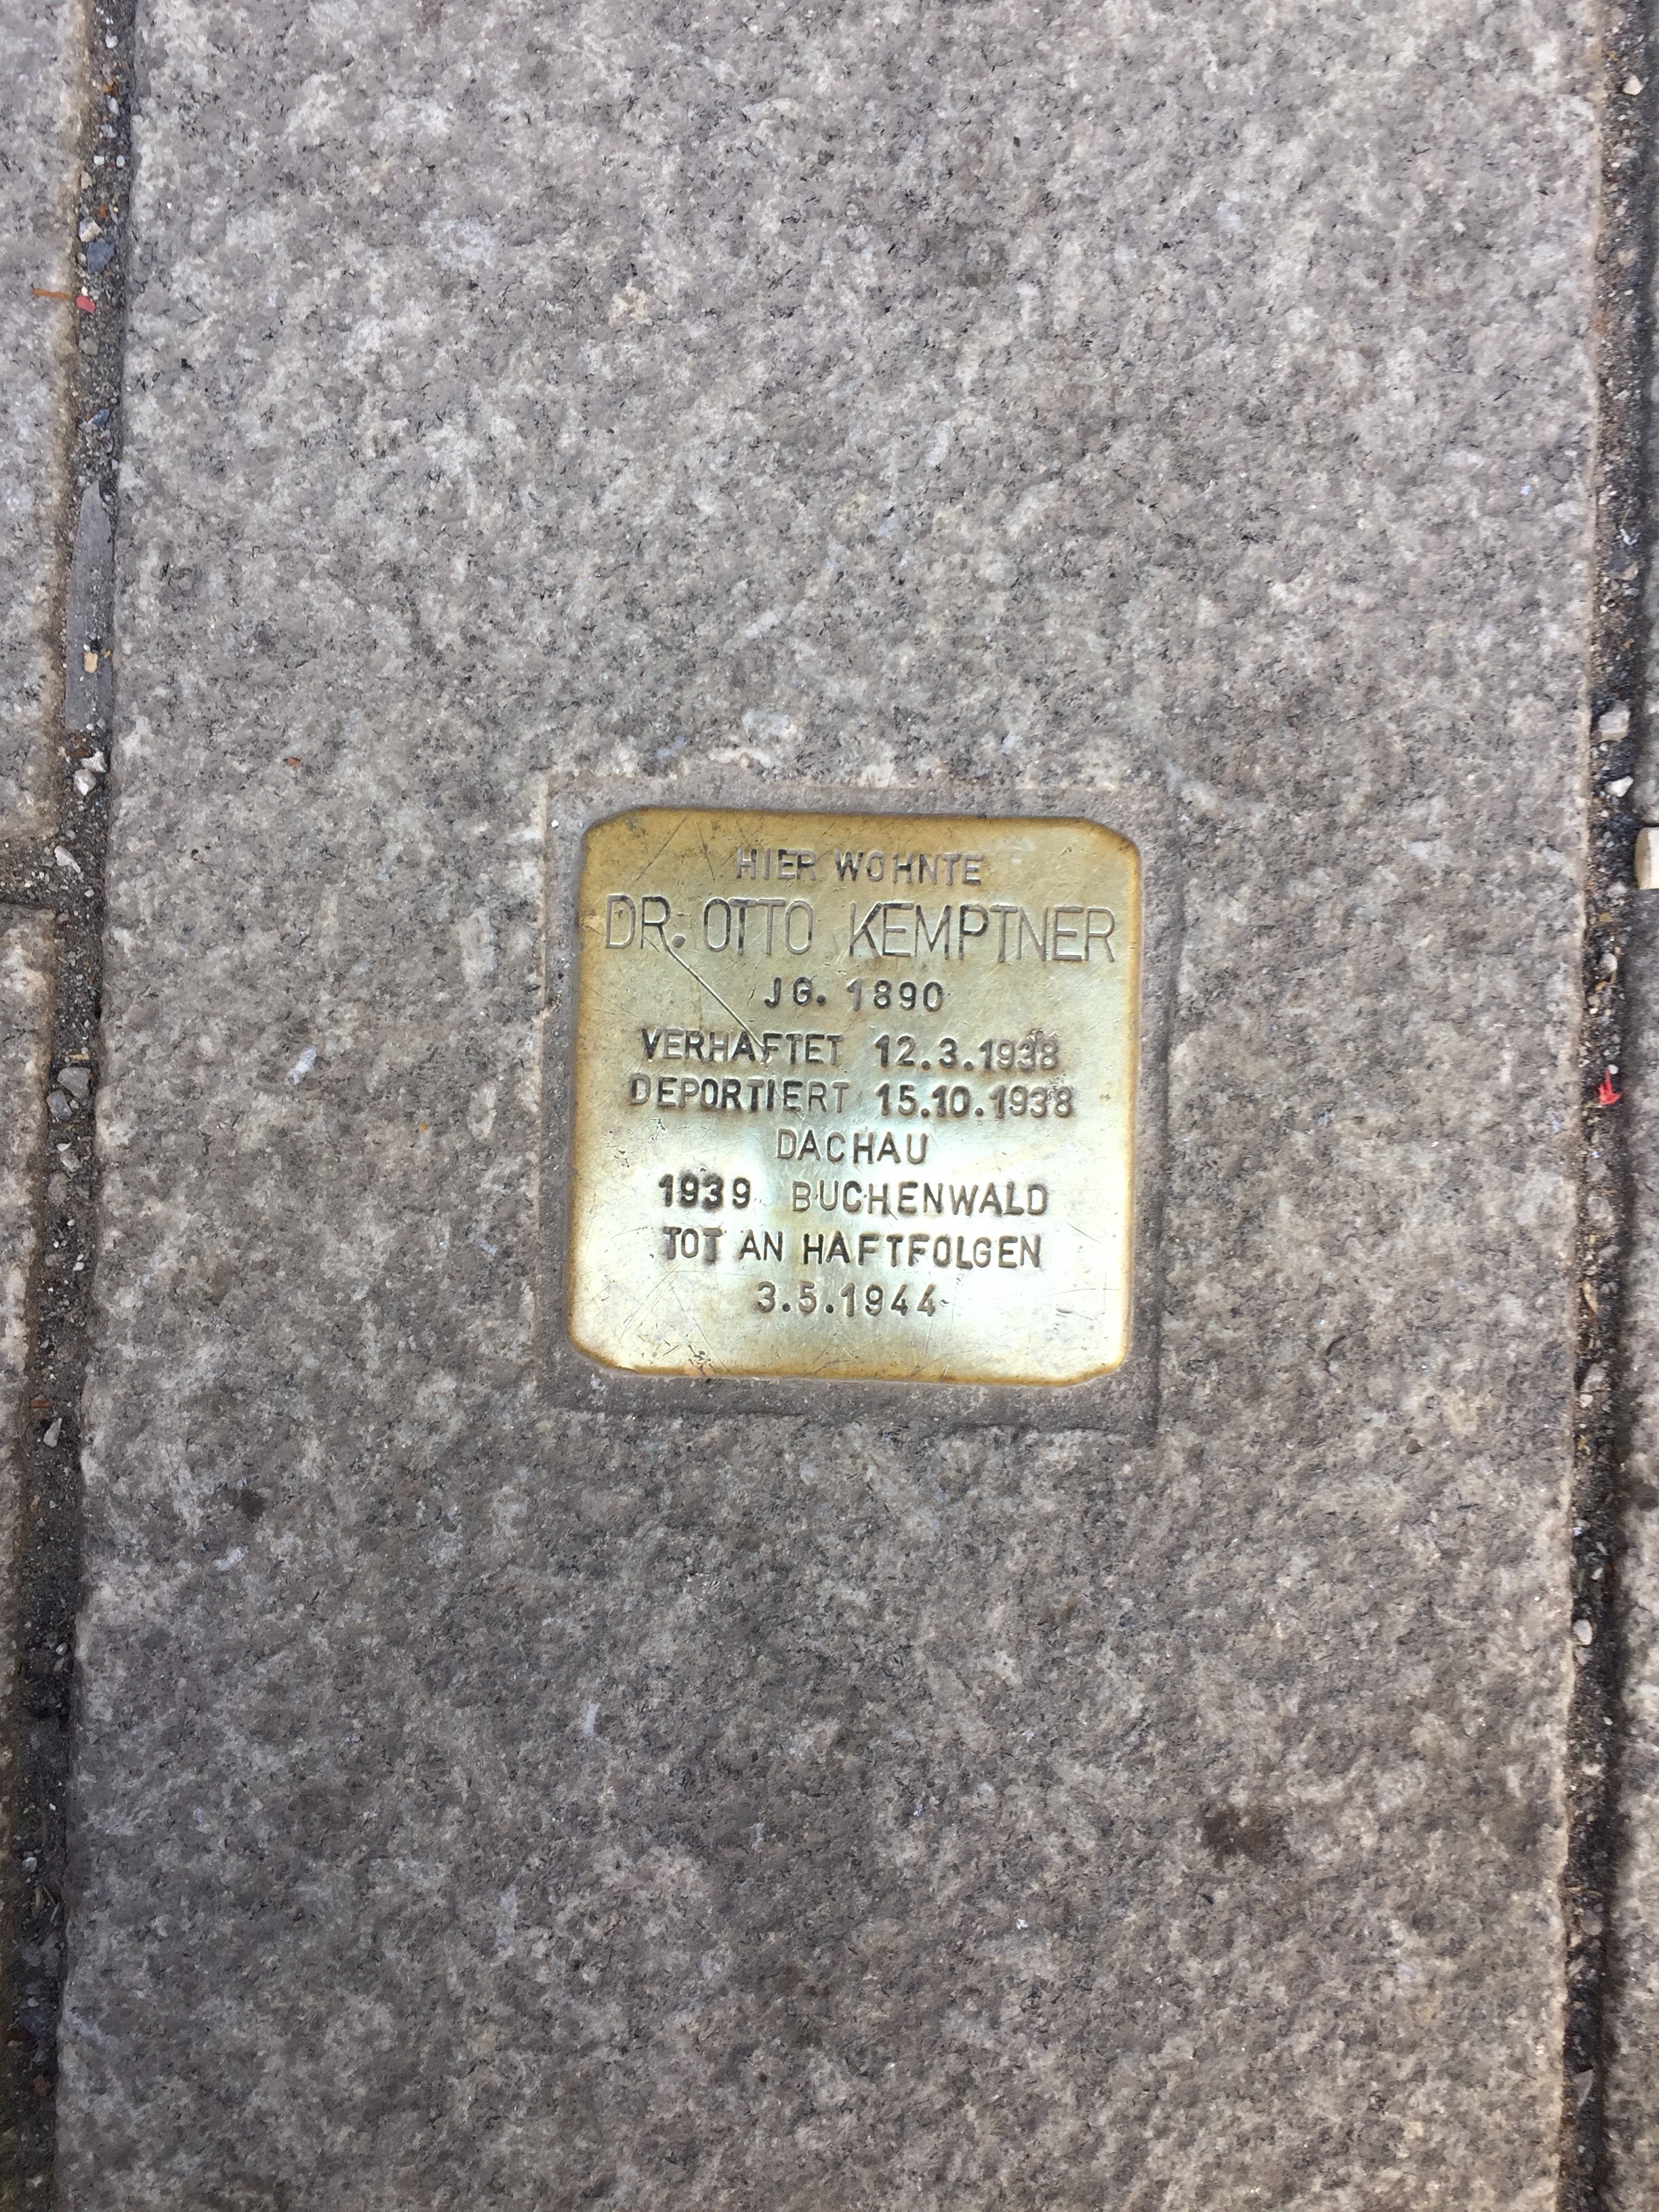 HIER WOHNTE
DR. OTTO KEMPTNER
JG. 1890
VERHAFTET 12.3.1938
DEPORTIERT 15.10.1938
DACHAU
1939 BUCHENWALD
TOT AN HAFTFOLGEN
3.5.1944